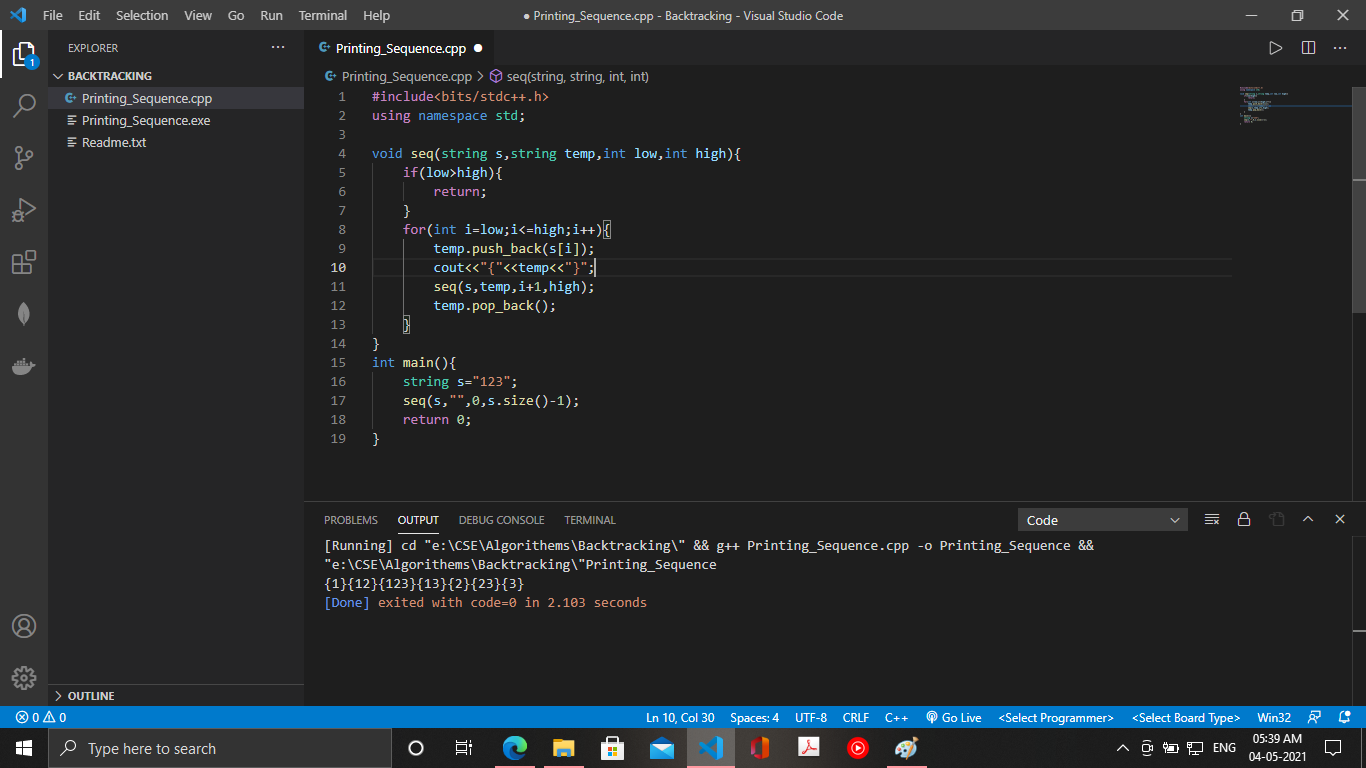 File Edit Selection View Go Run Terminal Help
● Printing_Sequence.cpp - Backtracking - Visual Studio Code
EXPLORER
BACKTRACKING
Printing_Sequence.cpp
Printing_Sequence.exe
Readme.txt
OUTLINE
1
Printing_Sequence.cpp ●
Printing_Sequence.cpp > seq(string, string, int, int)
1 #include<bits/stdc++.h>
2 using namespace std;
3
4 void seq(string s,string temp,int low,int high){
5     if(low>high){
6         return;
7     }
8     for(int i=low;i<=high;i++){
9         temp.push_back(s[i]);
10         cout<<"{"<<temp<<"}";
11         seq(s,temp,i+1,high);
12         temp.pop_back();
13     }
14 }
15 int main(){
16     string s="123";
17     seq(s,"",0,s.size()-1);
18     return 0;
19 }
PROBLEMS OUTPUT DEBUG CONSOLE TERMINAL Code
[Running] cd "e:\CSE\Algorithems\Backtracking\" && g++ Printing_Sequence.cpp -o Printing_Sequence &&
"e:\CSE\Algorithems\Backtracking\"Printing_Sequence
{1}{12}{123}{13}{2}{23}{3}
[Done] exited with code=0 in 2.103 seconds
0 0 Ln 10, Col 30 Spaces: 4 UTF-8 CRLF C++ Go Live <Select Programmer> <Select Board Type> Win32
Type here to search
ENG
05:39 AM
04-05-2021